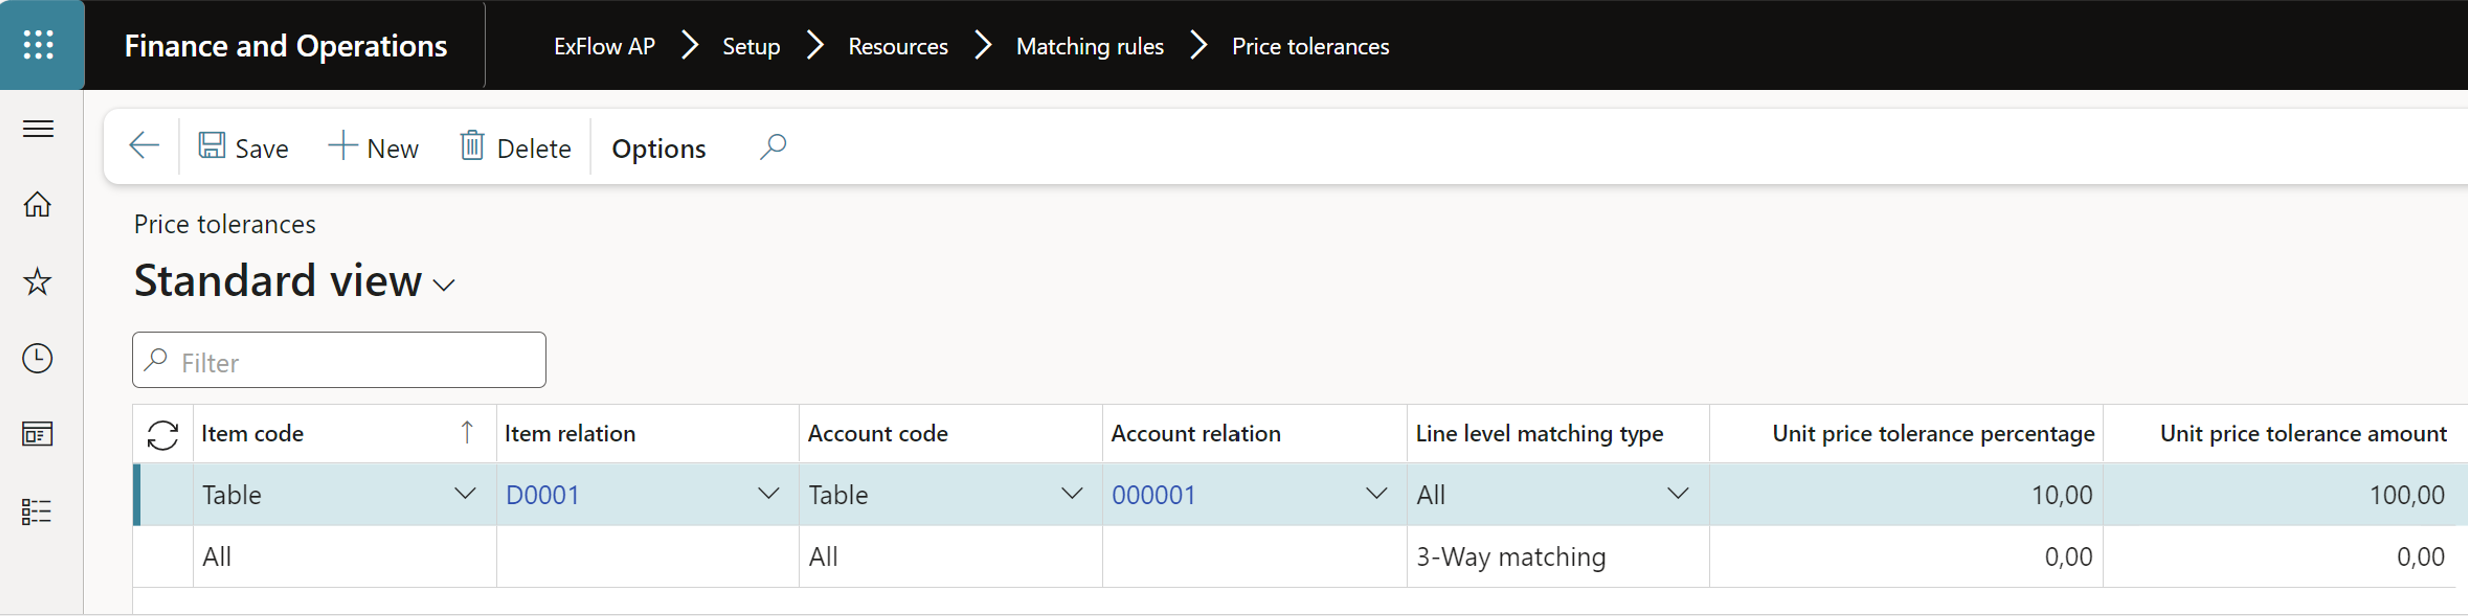 Finance and Operations ExFlow AP Setup Resources Matching rules Price tolerances
Save New Delete Options
Price tolerances
Standard view
Filter
Item code Item relation Account code Account relation Line level matching type Unit price tolerance percentage Unit price tolerance amount
Table D0001 Table 000001 All 10,00 100,00
All All 3-Way matching 0,00 0,00